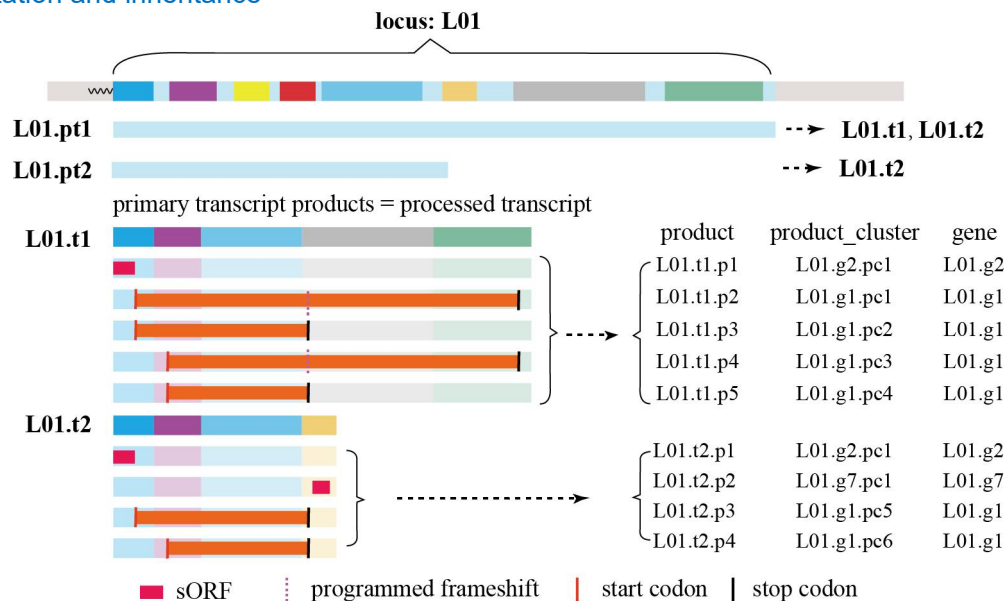 locus: L01
L01.pt1 L01.t1, L01.t2
L01.pt2 L01.t2
primary transcript products = processed transcript
L01.t1 product product_cluster gene
L01.t1.p1 L01.g2.pc1 L01.g2
L01.t1.p2 L01.g1.pc1 L01.g1
L01.t1.p3 L01.g1.pc2 L01.g1
L01.t1.p4 L01.g1.pc3 L01.g1
L01.t1.p5 L01.g1.pc4 L01.g1
L01.t2
L01.t2.p1 L01.g2.pc1 L01.g2
L01.t2.p2 L01.g7.pc1 L01.g7
L01.t2.p3 L01.g1.pc5 L01.g1
L01.t2.p4 L01.g1.pc6 L01.g1
sORF programmed frameshift start codon stop codon